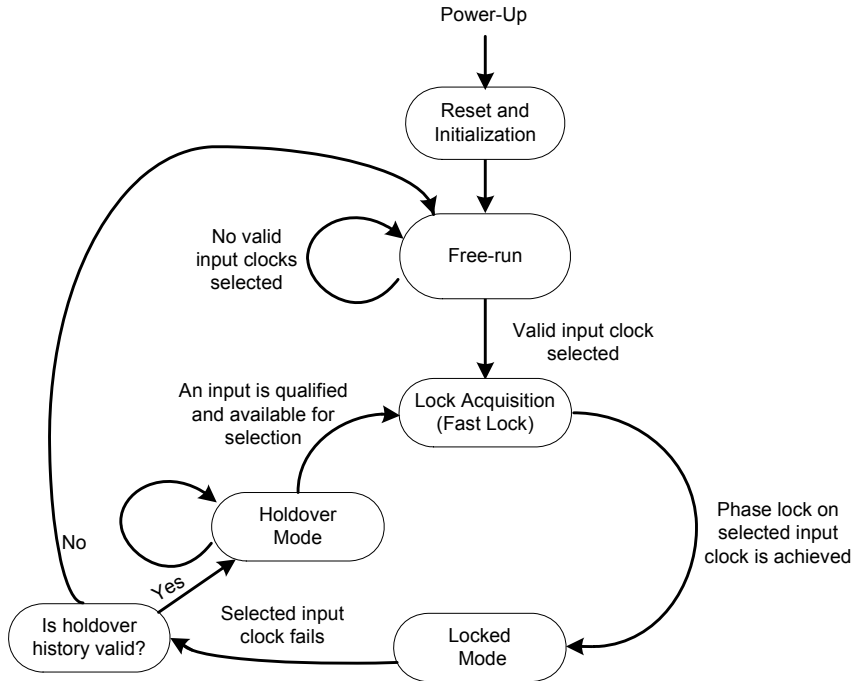 Power-Up
Reset and
Initialization
No valid
input clocks
selected
Free-run
Valid input clock
selected
An input is qualified
and available for
selection
Lock Acquisition
(Fast Lock)
Holdover
Mode
Phase lock on
selected input
clock is achieved
No
Yes
Is holdover
history valid?
Selected input
clock fails
Locked
Mode